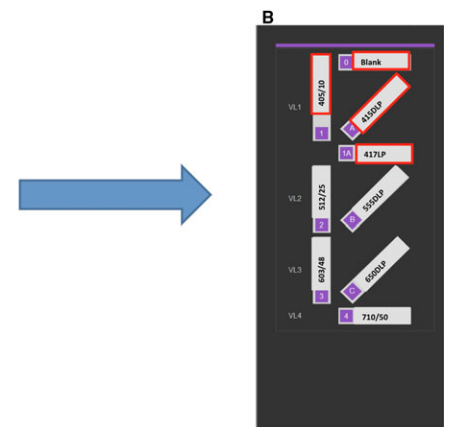 B
0 Blank
VL1
405/10
1
A 415DLP
1A 417LP
VL2
512/25
2
B 555DLP
VL3
603/48
3
C 650DLP
VL4
4 710/50